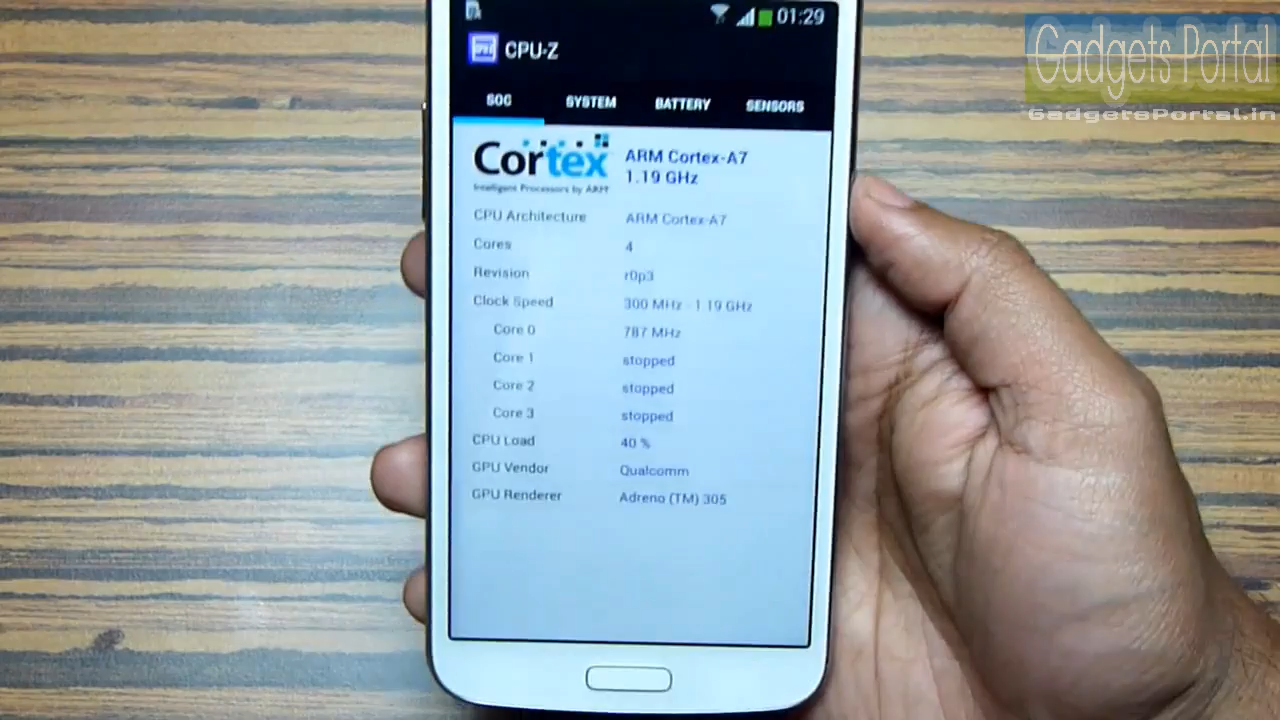 01:29
CPU-Z
SOC SYSTEM BATTERY SENSORS
Cortex
Intelligent Processors by ARM
ARM Cortex-A7
1.19 GHz
CPU Architecture ARM Cortex-A7
Cores 4
Revision r0p3
Clock Speed 300 MHz - 1.19 GHz
Core 0 787 MHz
Core 1 stopped
Core 2 stopped
Core 3 stopped
CPU Load 40 %
GPU Vendor Qualcomm
GPU Renderer Adreno (TM) 305
Gadgets Portal
GadgetsPortal.in